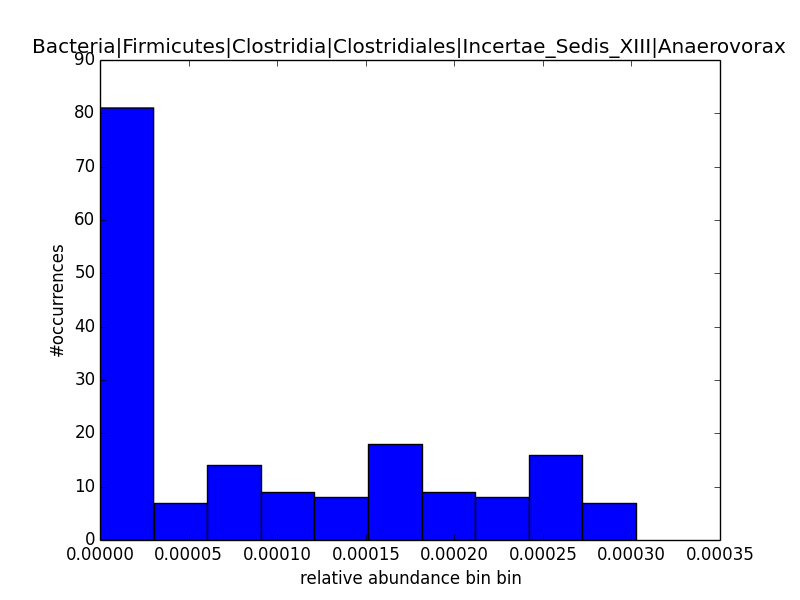 Bacteria|Firmicutes|Clostridia|Clostridiales|Incertae_Sedis_XIII|Anaerovorax
90
80
70
60
50
40
30
20
10
0
#occurrences
0.00000 0.00005 0.00010 0.00015 0.00020 0.00025 0.00030 0.00035
relative abundance bin bin